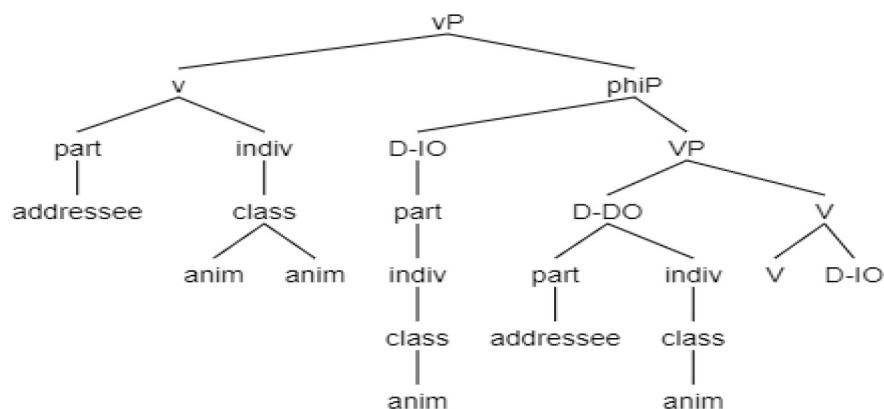 vP
v phiP
part indiv D-IO VP
addressee class part D-DO V
anim anim indiv part indiv V D-IO
class addressee class
anim anim